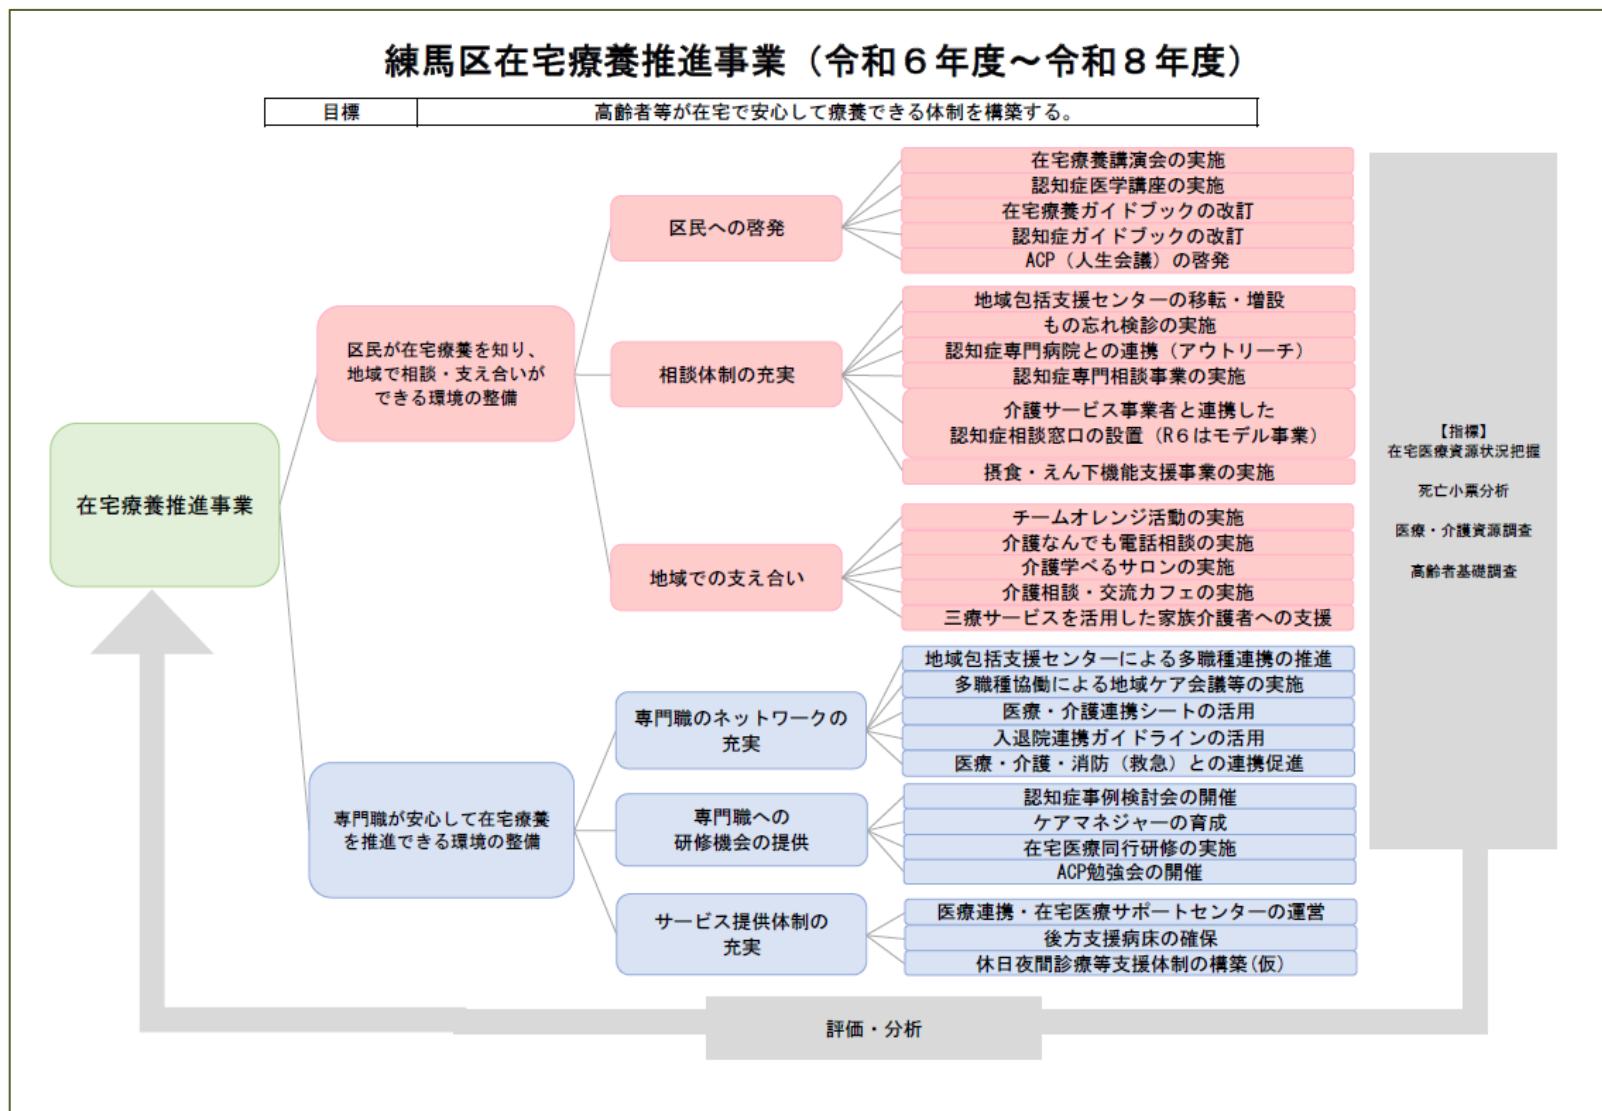 練馬区在宅療養推進事業（令和６年度～令和８年度）
目標
高齢者等が在宅で安心して療養できる体制を構築する。
在宅療養推進事業
区民が在宅療養を知り、
地域で相談・支え合いが
できる環境の整備
区民への啓発
在宅療養講演会の実施
認知症医学講座の実施
在宅療養ガイドブックの改訂
認知症ガイドブックの改訂
ACP（人生会議）の啓発
相談体制の充実
地域包括支援センターの移転・増設
もの忘れ検診の実施
認知症専門病院との連携（アウトリーチ）
認知症専門相談事業の実施
介護サービス事業者と連携した
認知症相談窓口の設置（R６はモデル事業）
摂食・えん下機能支援事業の実施
地域での支え合い
チームオレンジ活動の実施
介護なんでも電話相談の実施
介護学べるサロンの実施
介護相談・交流カフェの実施
三療サービスを活用した家族介護者への支援
専門職が安心して在宅療養
を推進できる環境の整備
専門職のネットワークの
充実
地域包括支援センターによる多職種連携の推進
多職種協働による地域ケア会議等の実施
医療・介護連携シートの活用
入退院連携ガイドラインの活用
医療・介護・消防（救急）との連携促進
専門職への
研修機会の提供
認知症事例検討会の開催
ケアマネジャーの育成
在宅医療同行研修の実施
ACP勉強会の開催
サービス提供体制の
充実
医療連携・在宅医療サポートセンターの運営
後方支援病床の確保
休日夜間診療等支援体制の構築(仮)
【指標】
在宅医療資源状況把握
死亡小票分析
医療・介護資源調査
高齢者基礎調査
評価・分析